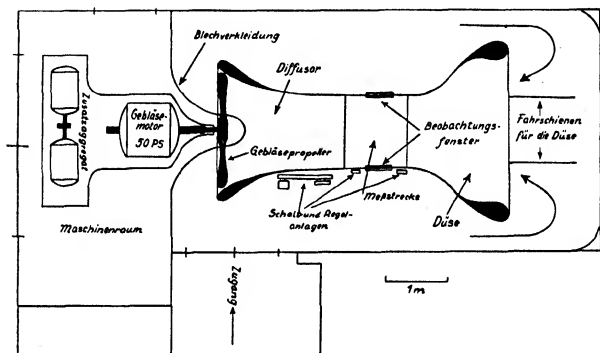 Blechverkleidung
Diffusor
Zusatzaggregat
Gebläse-
motor
50 PS
Beobachtungs-
fenster
Fahrschienen
für die Düse
Gebläsepropeller
Schalt und Regel-
anlagen
Meßstrecke
Düse
Maschinenraum
Zugang
1m